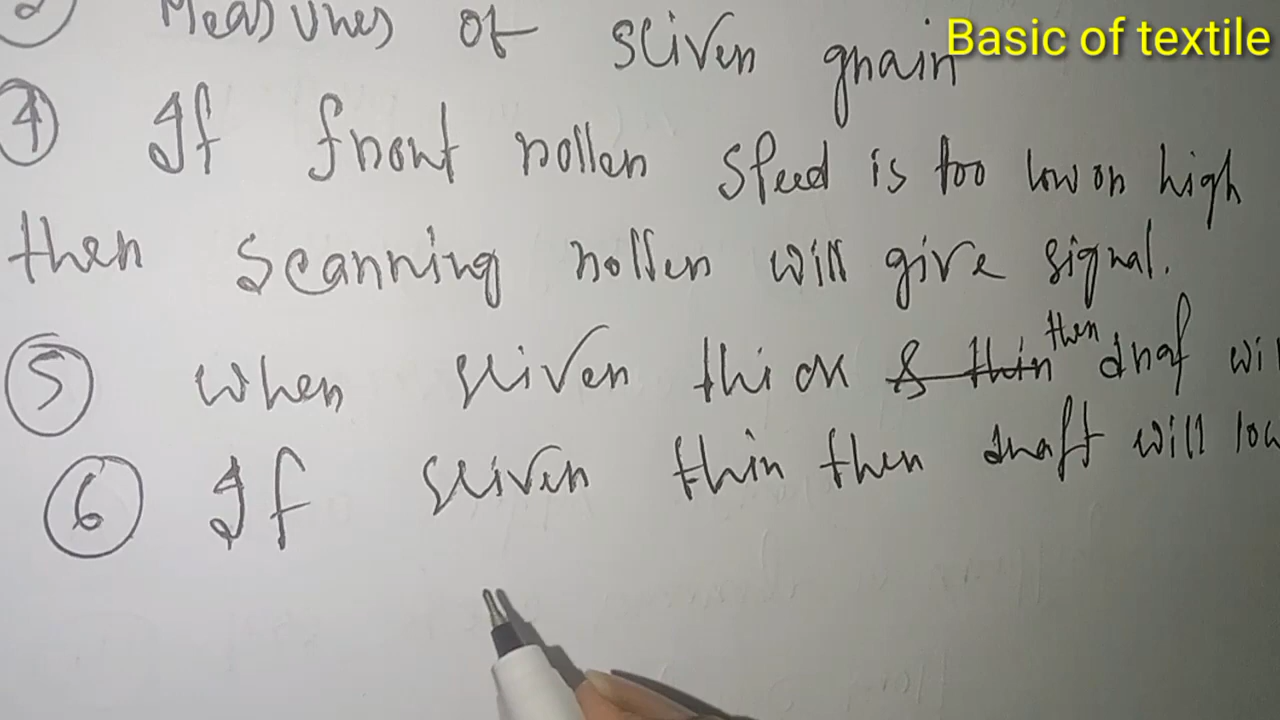 Measures of sliver grain
Basic of textile
4 If front roller speed is too low or high
then scanning roller will give signal.
5 when sliver thick & thin then draf wil
6 If sliver thin then draft will low